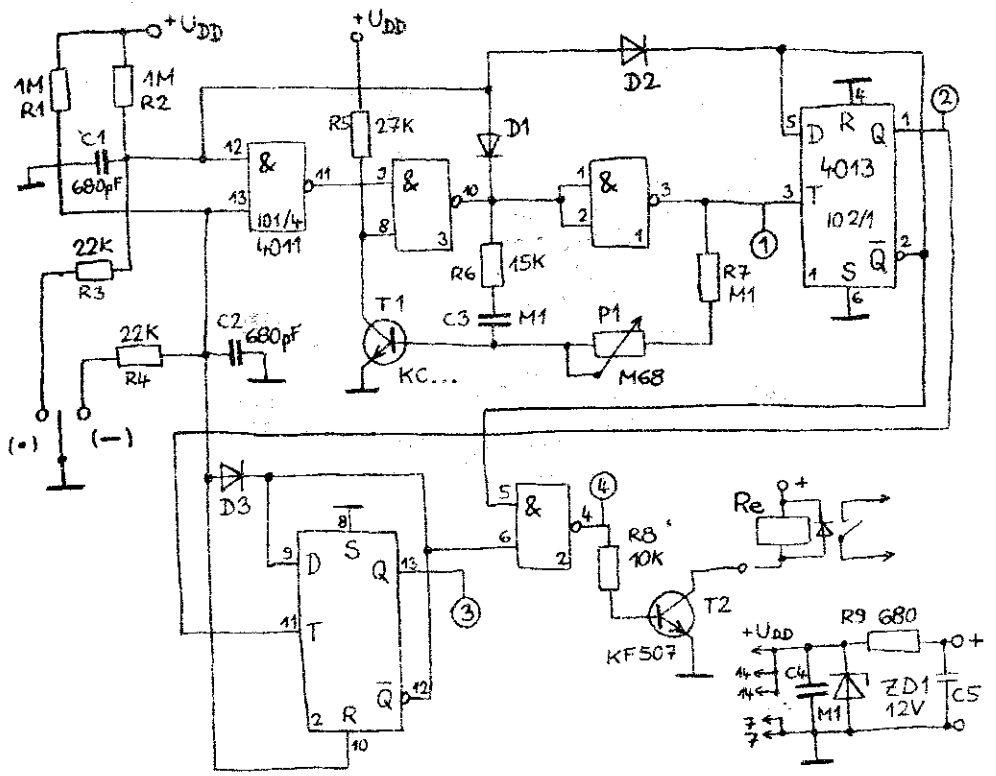 +UDD
+UDD
1M
R1
1M
R2
C1
680pF
R5
27K
D1
D2
12
&
11
13
101/4
4011
9
&
10
8
3
1
&
3
2
1
4
R
5
D
Q
1
2
4013
3
T
102/1
1
S
Q
2
6
1
22K
R3
R6
15K
R7
M1
T1
C3
M1
P1
M68
KC...
22K
R4
C2
680pF
(•)
(—)
D3
8
S
9
D
Q
13
3
11
T
Q
12
2
R
10
5
&
4
6
2
4
R8
10K
T2
KF507
Re
+
+UDD
R9 680
+
14
14
C4
M1
ZD1
12V
C5
7
7